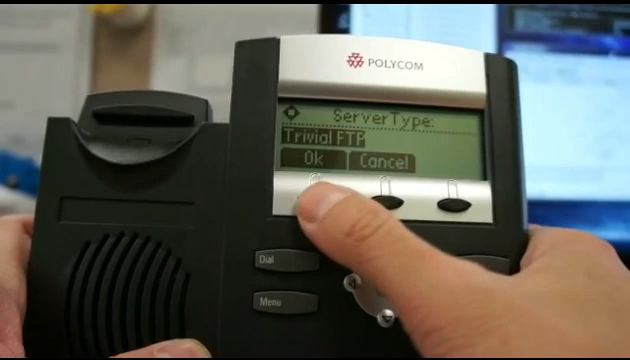 POLYCOM
ServerType:
Trivial FTP
Ok Cancel
Dial
Menu